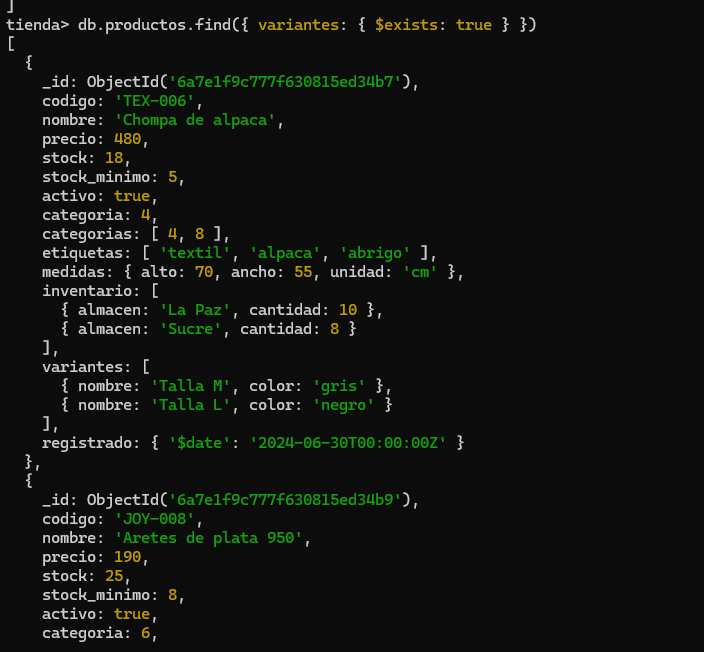 ]
tienda> db.productos.find({ variantes: { $exists: true } })
[
  {
    _id: ObjectId('6a7e1f9c777f630815ed34b7'),
    codigo: 'TEX-006',
    nombre: 'Chompa de alpaca',
    precio: 480,
    stock: 18,
    stock_minimo: 5,
    activo: true,
    categoria: 4,
    categorias: [ 4, 8 ],
    etiquetas: [ 'textil', 'alpaca', 'abrigo' ],
    medidas: { alto: 70, ancho: 55, unidad: 'cm' },
    inventario: [
      { almacen: 'La Paz', cantidad: 10 },
      { almacen: 'Sucre', cantidad: 8 }
    ],
    variantes: [
      { nombre: 'Talla M', color: 'gris' },
      { nombre: 'Talla L', color: 'negro' }
    ],
    registrado: { '$date': '2024-06-30T00:00:00Z' }
  },
  {
    _id: ObjectId('6a7e1f9c777f630815ed34b9'),
    codigo: 'JOY-008',
    nombre: 'Aretes de plata 950',
    precio: 190,
    stock: 25,
    stock_minimo: 8,
    activo: true,
    categoria: 6,